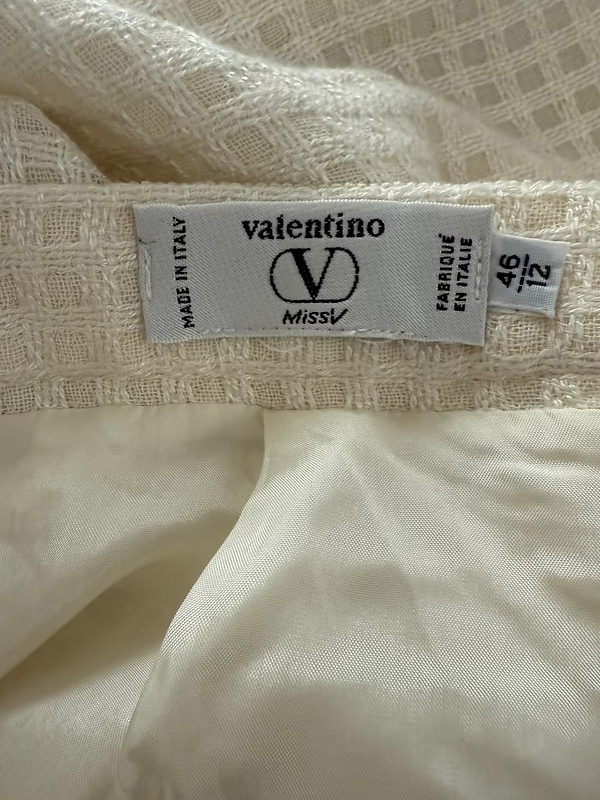 MADE IN ITALY
valentino
V
MissV
FABRIQUÉ
EN ITALIE
46
12